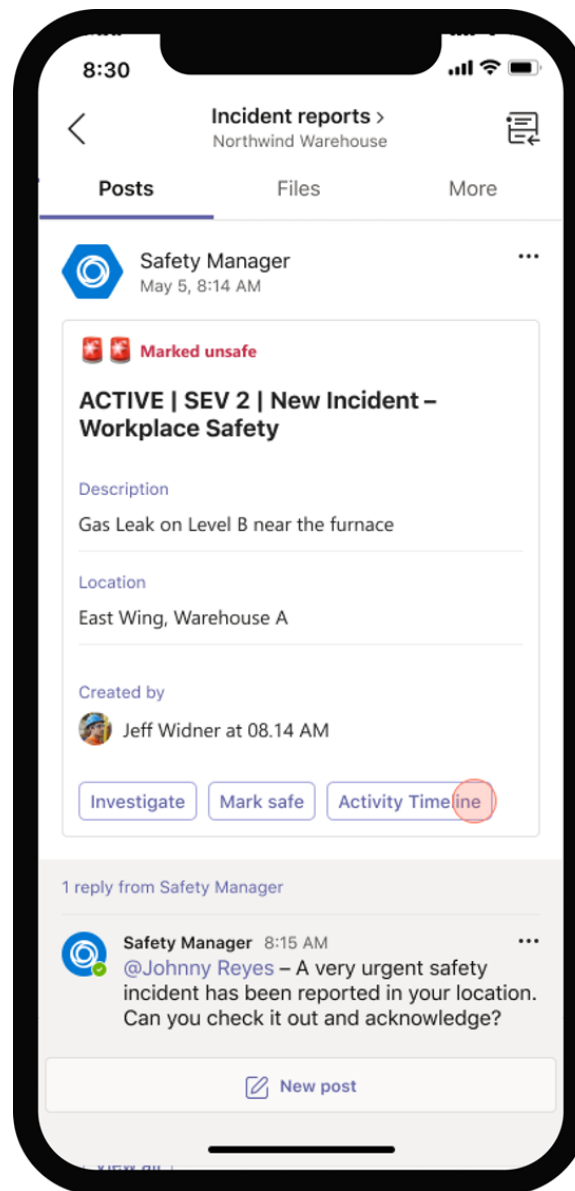 8:30
Incident reports >
Northwind Warehouse
Posts Files More
Safety Manager
May 5, 8:14 AM
Marked unsafe
ACTIVE | SEV 2 | New Incident –
Workplace Safety
Description
Gas Leak on Level B near the furnace
Location
East Wing, Warehouse A
Created by
Jeff Widner at 08.14 AM
Investigate Mark safe Activity Timeline
1 reply from Safety Manager
Safety Manager 8:15 AM
@Johnny Reyes – A very urgent safety
incident has been reported in your location.
Can you check it out and acknowledge?
New post
View all